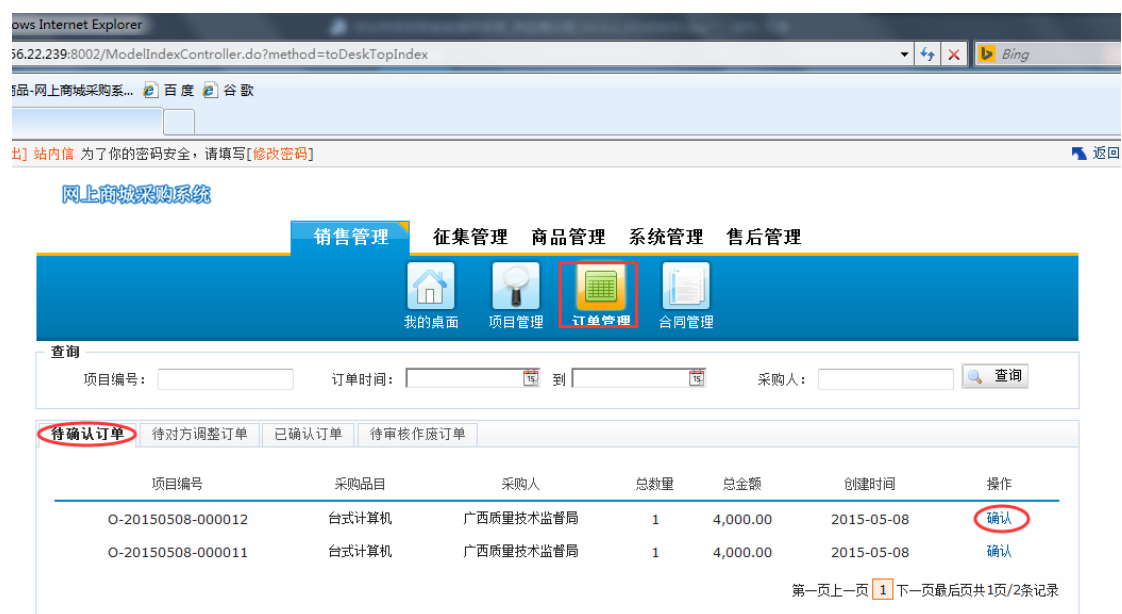 ows Internet Explorer
56.22.239:8002/ModelIndexController.do?method=toDeskTopIndex Bing
商品-网上商城采购系... 百度 谷歌
出] 站内信 为了你的密码安全，请填写[修改密码] 返回
网上商城采购系统
销售管理 征集管理 商品管理 系统管理 售后管理
我的桌面 项目管理 订单管理 合同管理
查询
项目编号： 订单时间： 15 到 15 采购人： 查询
待确认订单 待对方调整订单 已确认订单 待审核作废订单
项目编号 采购品目 采购人 总数量 总金额 创建时间 操作
O-20150508-000012 台式计算机 广西质量技术监督局 1 4,000.00 2015-05-08 确认
O-20150508-000011 台式计算机 广西质量技术监督局 1 4,000.00 2015-05-08 确认
第一页上一页 1 下一页最后页共1页/2条记录